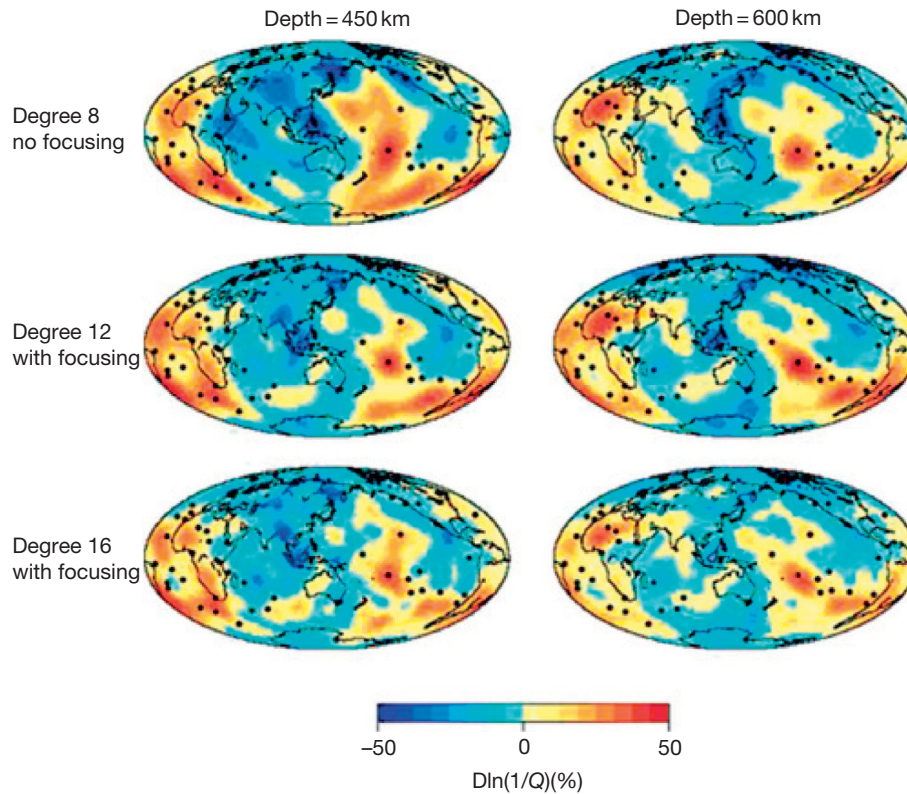 Depth = 450 km
Depth = 600 km
Degree 8
no focusing
Degree 12
with focusing
Degree 16
with focusing
–50
0
50
Dln(1/Q)(%)